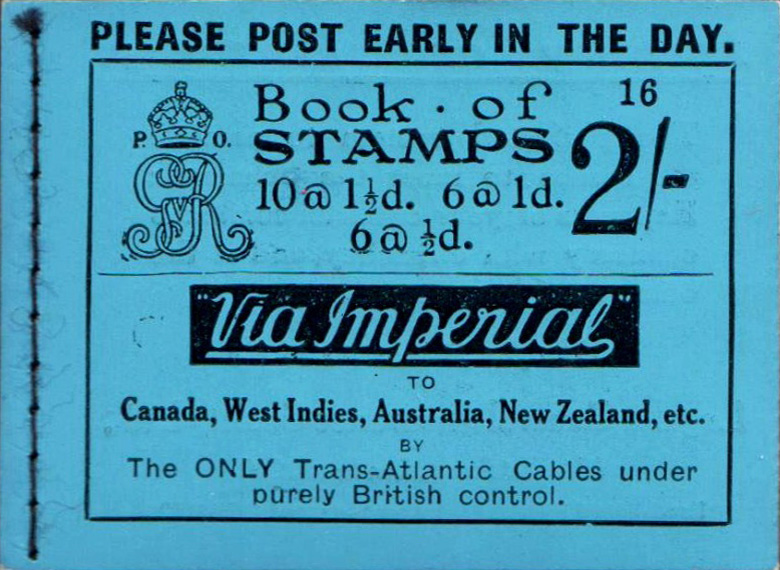 PLEASE POST EARLY IN THE DAY.
Book · of
16
P. O.
STAMPS
2/-
GvR
10 @ 1½d. 6 @ 1d.
6 @ ½d.
"Via Imperial"
TO
Canada, West Indies, Australia, New Zealand, etc.
BY
The ONLY Trans-Atlantic Cables under
purely British control.